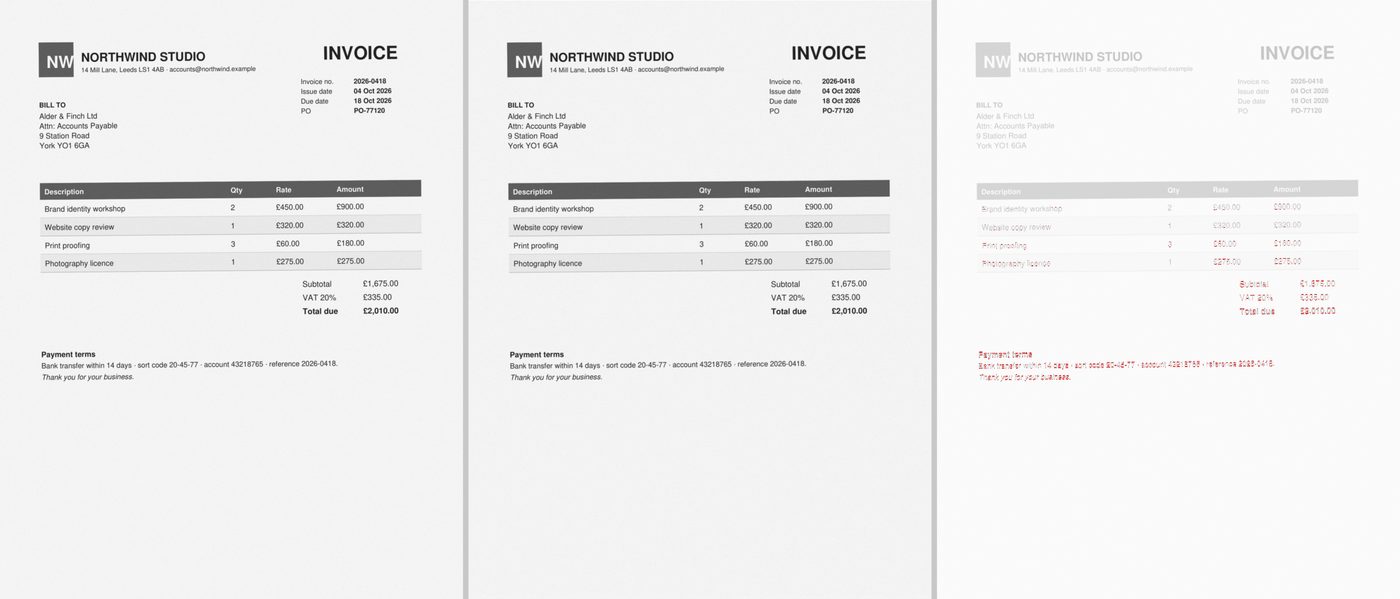 NW
NORTHWIND STUDIO
14 Mill Lane, Leeds LS1 4AB · accounts@northwind.example
INVOICE
Invoice no. 2026-0418
Issue date 04 Oct 2026
Due date 18 Oct 2026
PO PO-77120
BILL TO
Alder & Finch Ltd
Attn: Accounts Payable
9 Station Road
York YO1 6GA
Description Qty Rate Amount
Brand identity workshop 2 £450.00 £900.00
Website copy review 1 £320.00 £320.00
Print proofing 3 £60.00 £180.00
Photography licence 1 £275.00 £275.00
Subtotal £1,675.00
VAT 20% £335.00
Total due £2,010.00
Payment terms
Bank transfer within 14 days · sort code 20-45-77 · account 43218765 · reference 2026-0418.
Thank you for your business.
NW
NORTHWIND STUDIO
14 Mill Lane, Leeds LS1 4AB · accounts@northwind.example
INVOICE
Invoice no. 2026-0418
Issue date 04 Oct 2026
Due date 18 Oct 2026
PO PO-77120
BILL TO
Alder & Finch Ltd
Attn: Accounts Payable
9 Station Road
York YO1 6GA
Description Qty Rate Amount
Brand identity workshop 2 £450.00 £900.00
Website copy review 1 £320.00 £320.00
Print proofing 3 £60.00 £180.00
Photography licence 1 £275.00 £275.00
Subtotal £1,675.00
VAT 20% £335.00
Total due £2,010.00
Payment terms
Bank transfer within 14 days · sort code 20-45-77 · account 43218765 · reference 2026-0418.
Thank you for your business.
NW
NORTHWIND STUDIO
14 Mill Lane, Leeds LS1 4AB · accounts@northwind.example
INVOICE
Invoice no. 2026-0418
Issue date 04 Oct 2026
Due date 18 Oct 2026
PO PO-77120
BILL TO
Alder & Finch Ltd
Attn: Accounts Payable
9 Station Road
York YO1 6GA
Description Qty Rate Amount
Brand identity workshop 2 £450.00
Website copy review 1 £320.00 £320.00
Print proofing
Photography licence 1
Subtotal
VAT 20%
Total due
Payment terms
Bank transfer within 14 days
Thank you for your business.